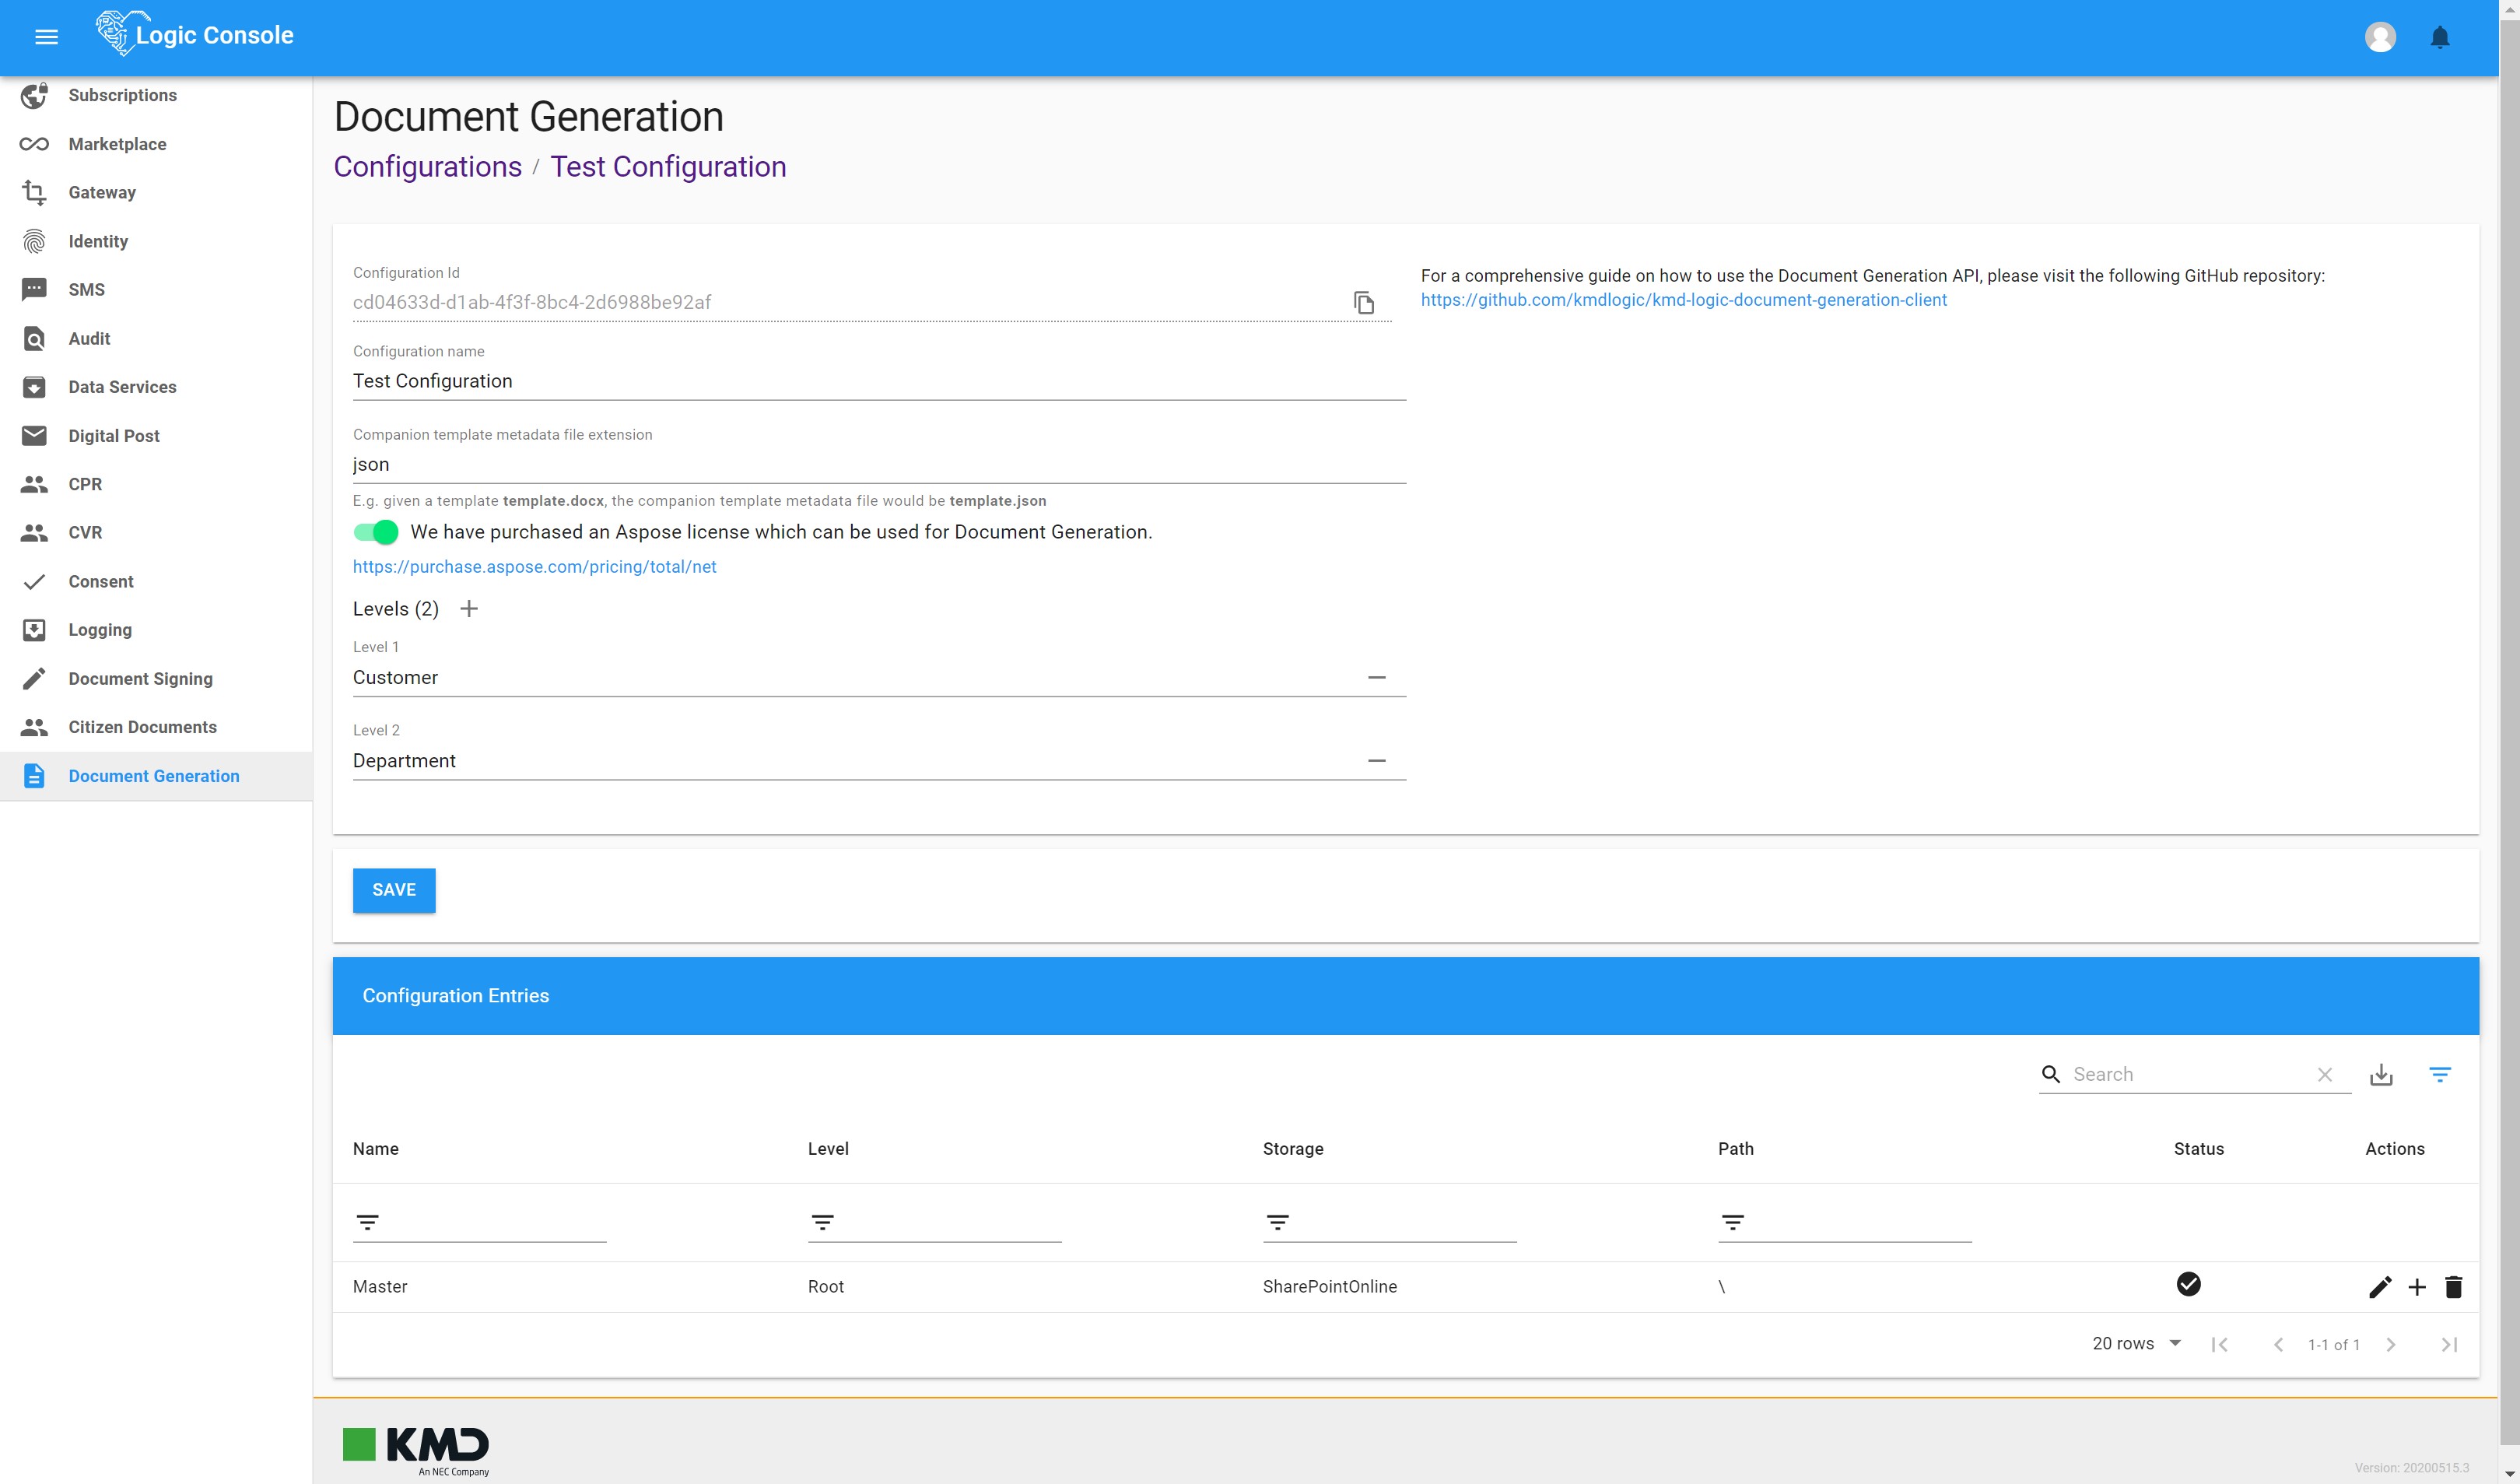 Logic Console
Subscriptions
Marketplace
Gateway
Identity
SMS
Audit
Data Services
Digital Post
CPR
CVR
Consent
Logging
Document Signing
Citizen Documents
Document Generation
Document Generation
Configurations / Test Configuration
Configuration Id
cd04633d-d1ab-4f3f-8bc4-2d6988be92af
Configuration name
Test Configuration
Companion template metadata file extension
json
E.g. given a template template.docx, the companion template metadata file would be template.json
We have purchased an Aspose license which can be used for Document Generation.
https://purchase.aspose.com/pricing/total/net
Levels (2)
Level 1
Customer
Level 2
Department
For a comprehensive guide on how to use the Document Generation API, please visit the following GitHub repository:
https://github.com/kmdlogic/kmd-logic-document-generation-client
SAVE
Configuration Entries
Search
Name Level Storage Path Status Actions
Master Root SharePointOnline \
20 rows 1-1 of 1
KMD
An NEC Company
Version: 20200515.3